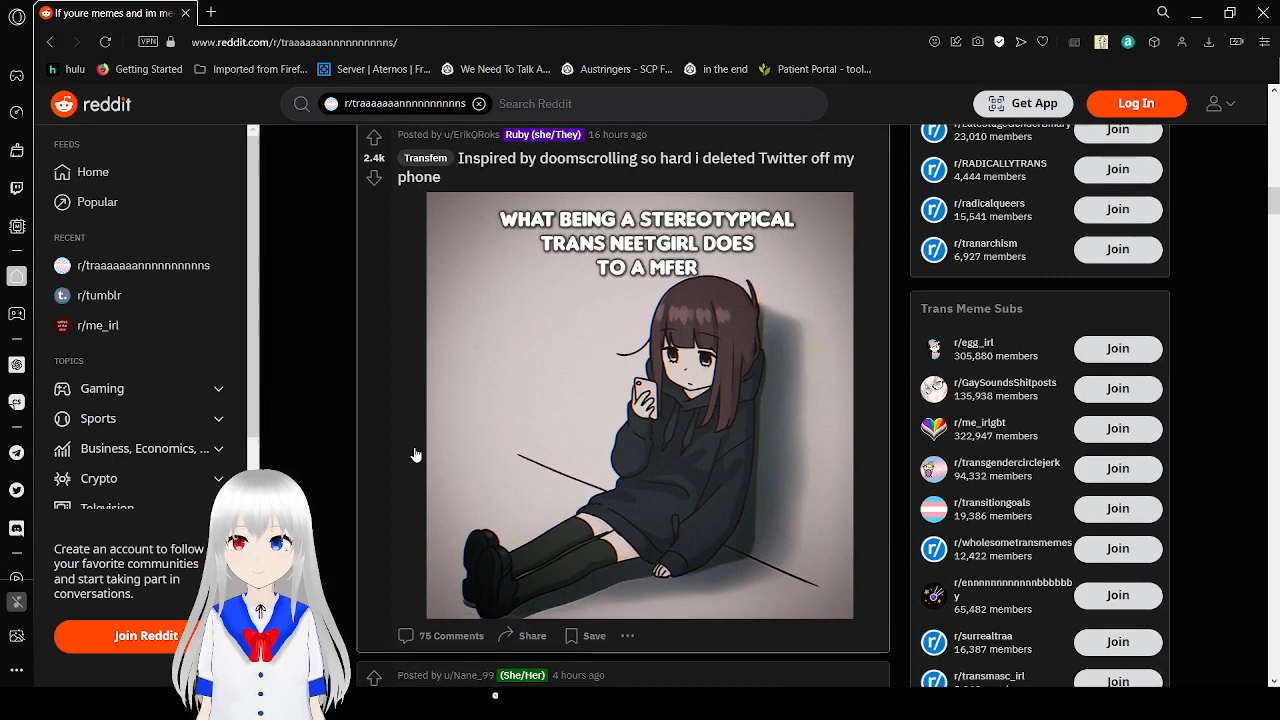 If youre memes and im me
VPN
www.reddit.com/r/traaaaaaannnnnnnnnns/
h hulu
Getting Started
Imported from Firef...
Server | Aternos | Fr...
We Need To Talk A...
Austringers - SCP F...
in the end
Patient Portal - tool...
reddit
r/traaaaaaannnnnnnnnns
Search Reddit
Get App
Log In
FEEDS
Home
Popular
RECENT
r/traaaaaaannnnnnnnnns
r/tumblr
r/me_irl
TOPICS
Gaming
Sports
Business, Economics, ...
Crypto
Television
Create an account to follow
your favorite communities
and start taking part in
conversations.
Join Reddit
Posted by u/ErikQRoks Ruby (she/They) 16 hours ago
2.4k
Transfem Inspired by doomscrolling so hard i deleted Twitter off my
phone
WHAT BEING A STEREOTYPICAL
TRANS NEETGIRL DOES
TO A MFER
75 Comments
Share
Save
Posted by u/Nane_99 (She/Her) 4 hours ago
r/LateStageGenderBinary
23,010 members
Join
r/RADICALLYTRANS
4,444 members
Join
r/radicalqueers
15,541 members
Join
r/tranarchism
6,927 members
Join
Trans Meme Subs
r/egg_irl
305,880 members
Join
r/GaySoundsShitposts
135,938 members
Join
r/me_irlgbt
322,947 members
Join
r/transgendercirclejerk
94,332 members
Join
r/transitiongoals
19,386 members
Join
r/wholesometransmemes
12,422 members
Join
r/ennnnnnnnnnnnbbbbbb
y
65,482 members
Join
r/surrealtraa
16,387 members
Join
r/transmasc_irl
Join